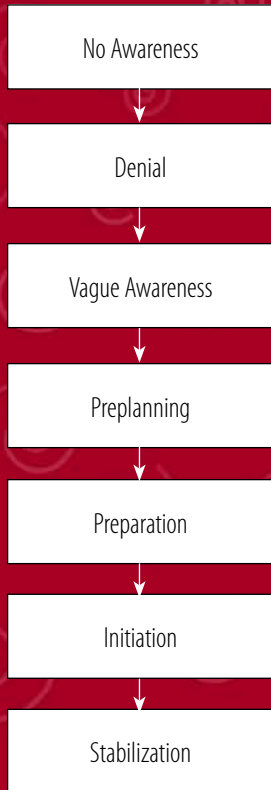 No Awareness
Denial
Vague Awareness
Preplanning
Preparation
Initiation
Stabilization